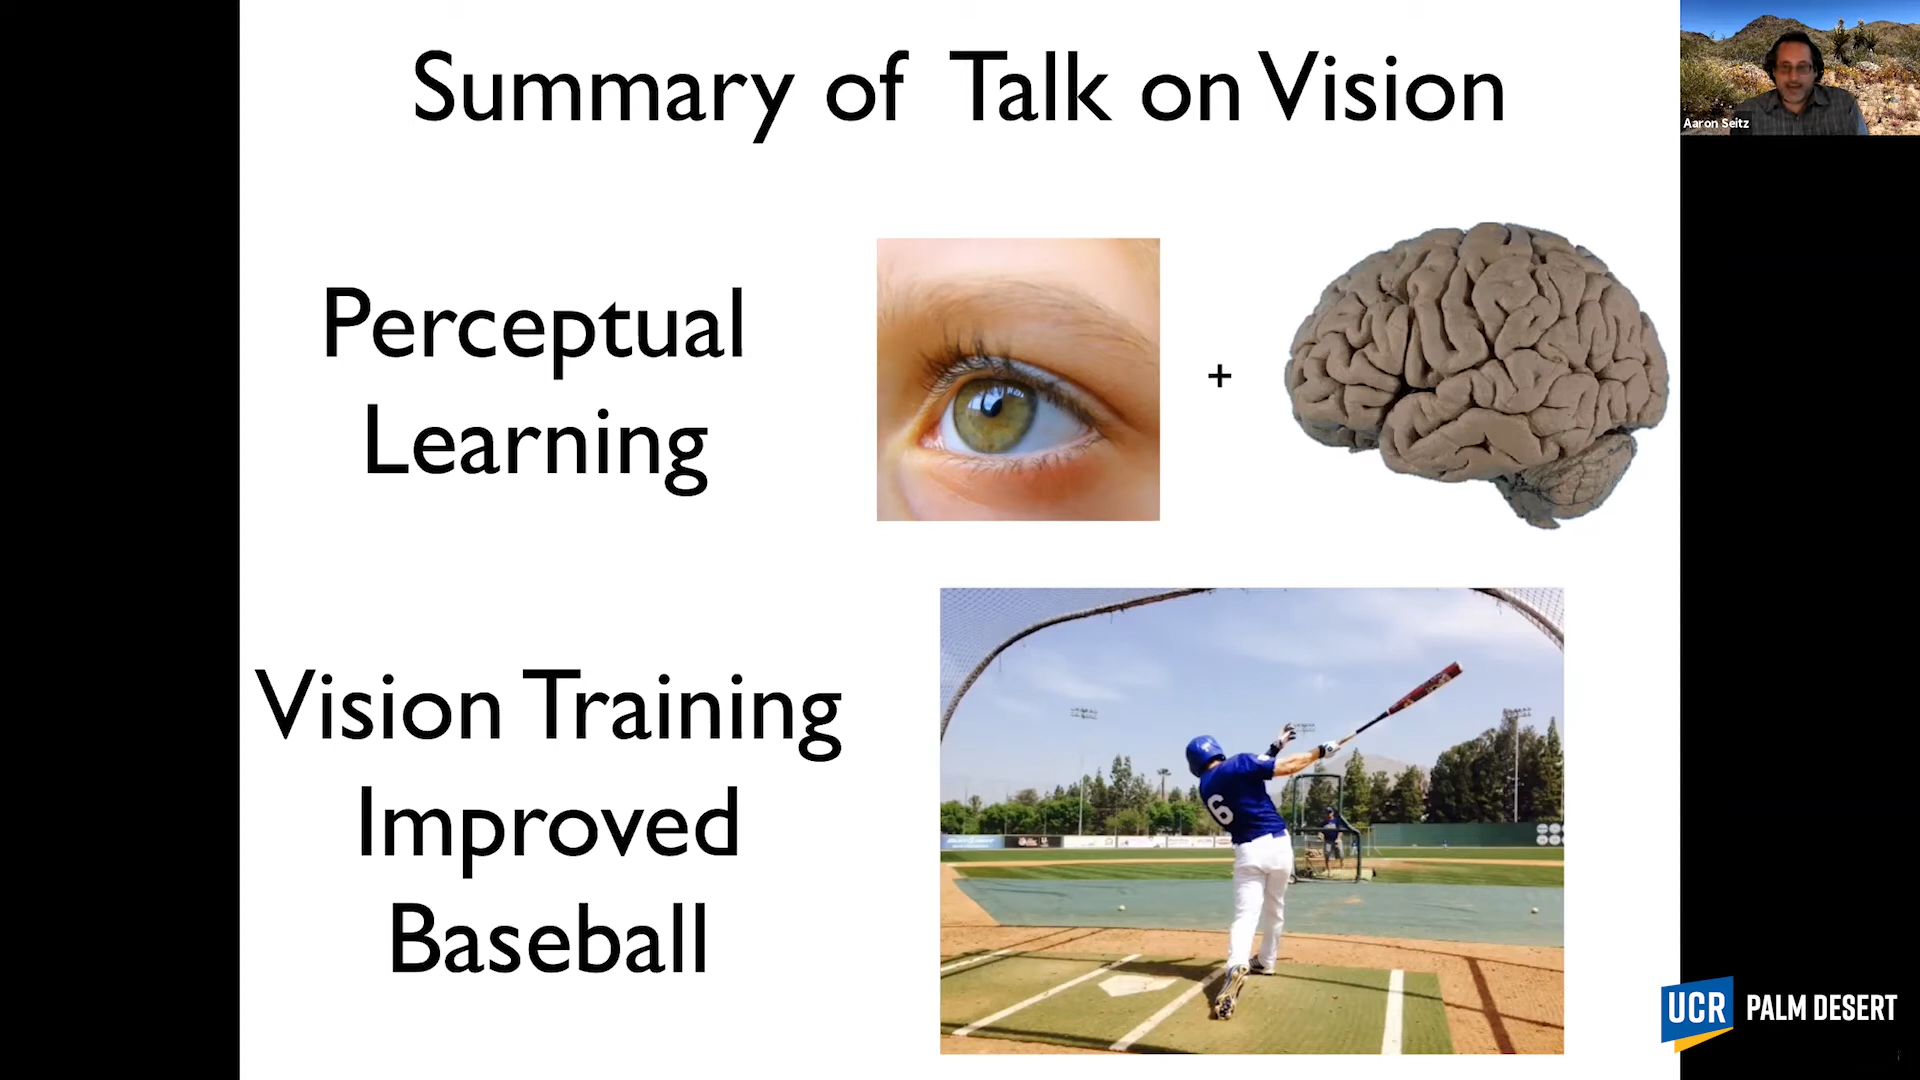 Summary of Talk on Vision
Aaron Seitz
Perceptual
Learning
+
Vision Training
Improved
Baseball
6
UCR PALM DESERT